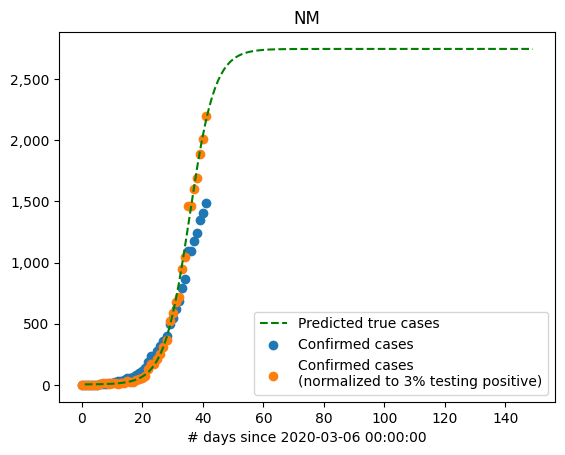 NM
2,500
2,000
1,500
1,000
500
0
0 20 40 60 80 100 120 140
# days since 2020-03-06 00:00:00
Predicted true cases
Confirmed cases
Confirmed cases
(normalized to 3% testing positive)